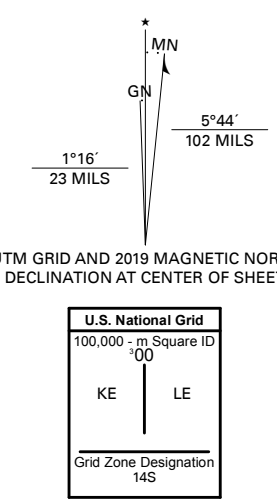 ★
MN
GN
5°44´
102 MILS
1°16´
23 MILS
UTM GRID AND 2019 MAGNETIC NOR
DECLINATION AT CENTER OF SHEET
U.S. National Grid
100,000 - m Square ID
³00
KE LE
Grid Zone Designation
14S